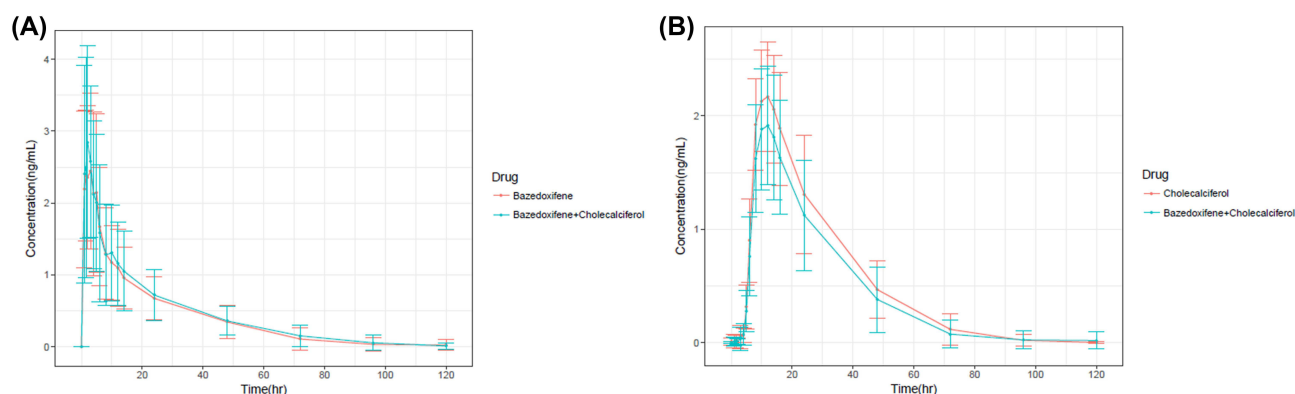 (A)
Concentration(ng/mL)
4
3
2
1
0
20 40 60 80 100 120
Time(hr)
Drug
Bazedoxifene
Bazedoxifene+Cholecalciferol
(B)
Concentration(ng/mL)
2
1
0
20 40 60 80 100 120
Time(hr)
Drug
Cholecalciferol
Bazedoxifene+Cholecalciferol